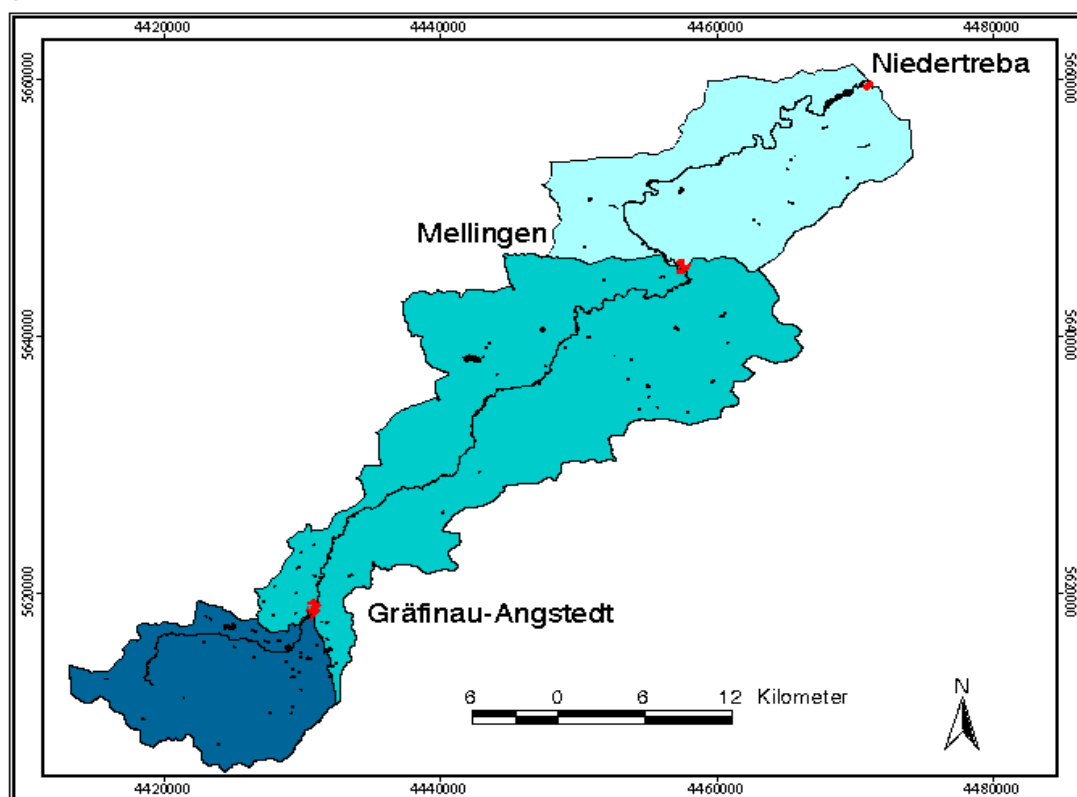 4420000 4440000 4460000 4480000
Niedertreba
5660000 5660000
Mellingen
5640000 5640000
5620000 5620000
Gräfinau-Angstedt
6 0 6 12 Kilometer
N
4420000 4440000 4460000 4480000